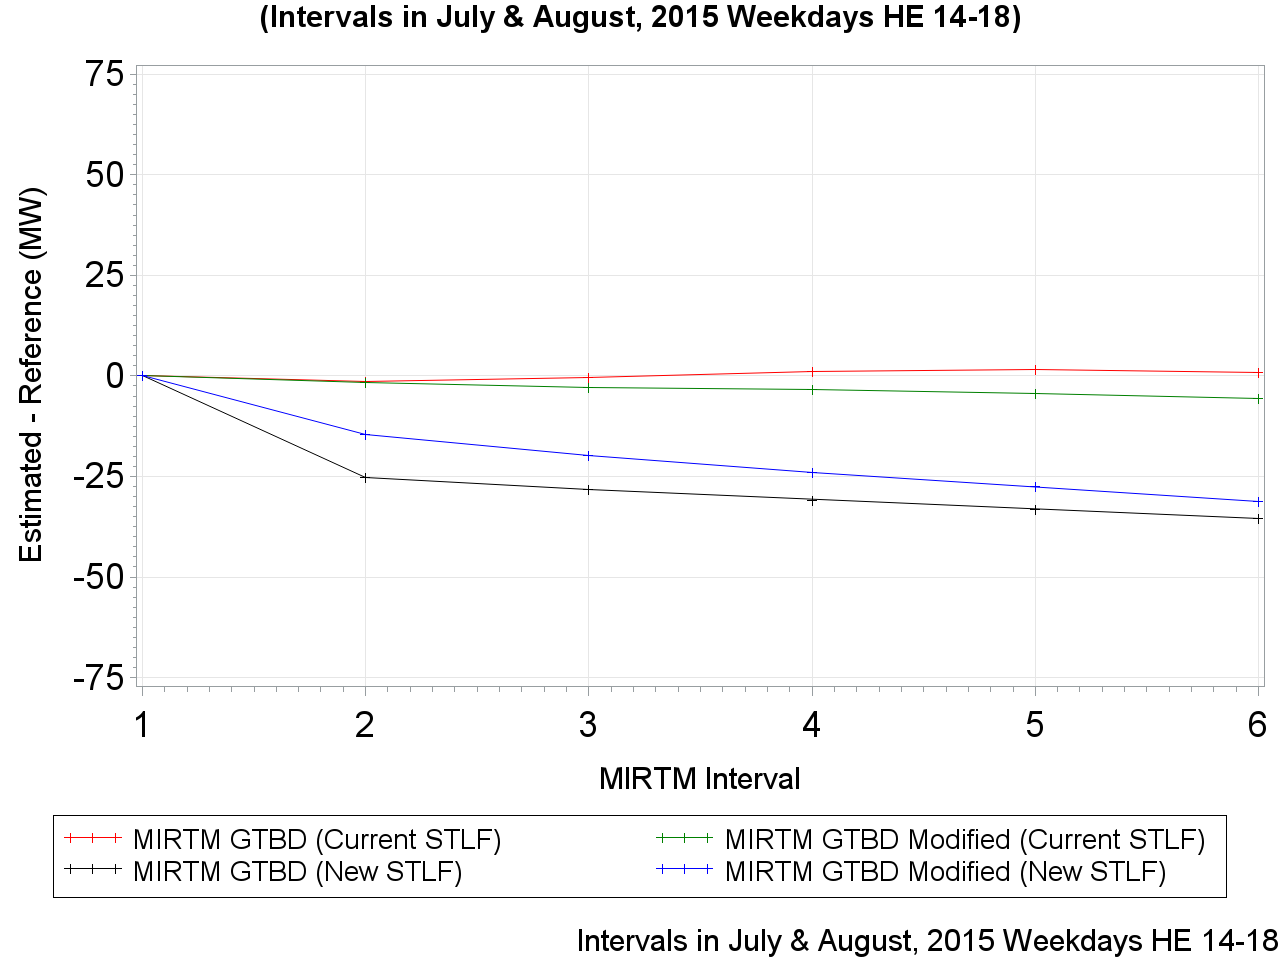 (Intervals in July & August, 2015 Weekdays HE 14-18)
75
50
25
0
-25
-50
-75
Estimated - Reference (MW)
1 2 3 4 5 6
MIRTM Interval
MIRTM GTBD (Current STLF) MIRTM GTBD Modified (Current STLF)
MIRTM GTBD (New STLF) MIRTM GTBD Modified (New STLF)
Intervals in July & August, 2015 Weekdays HE 14-18